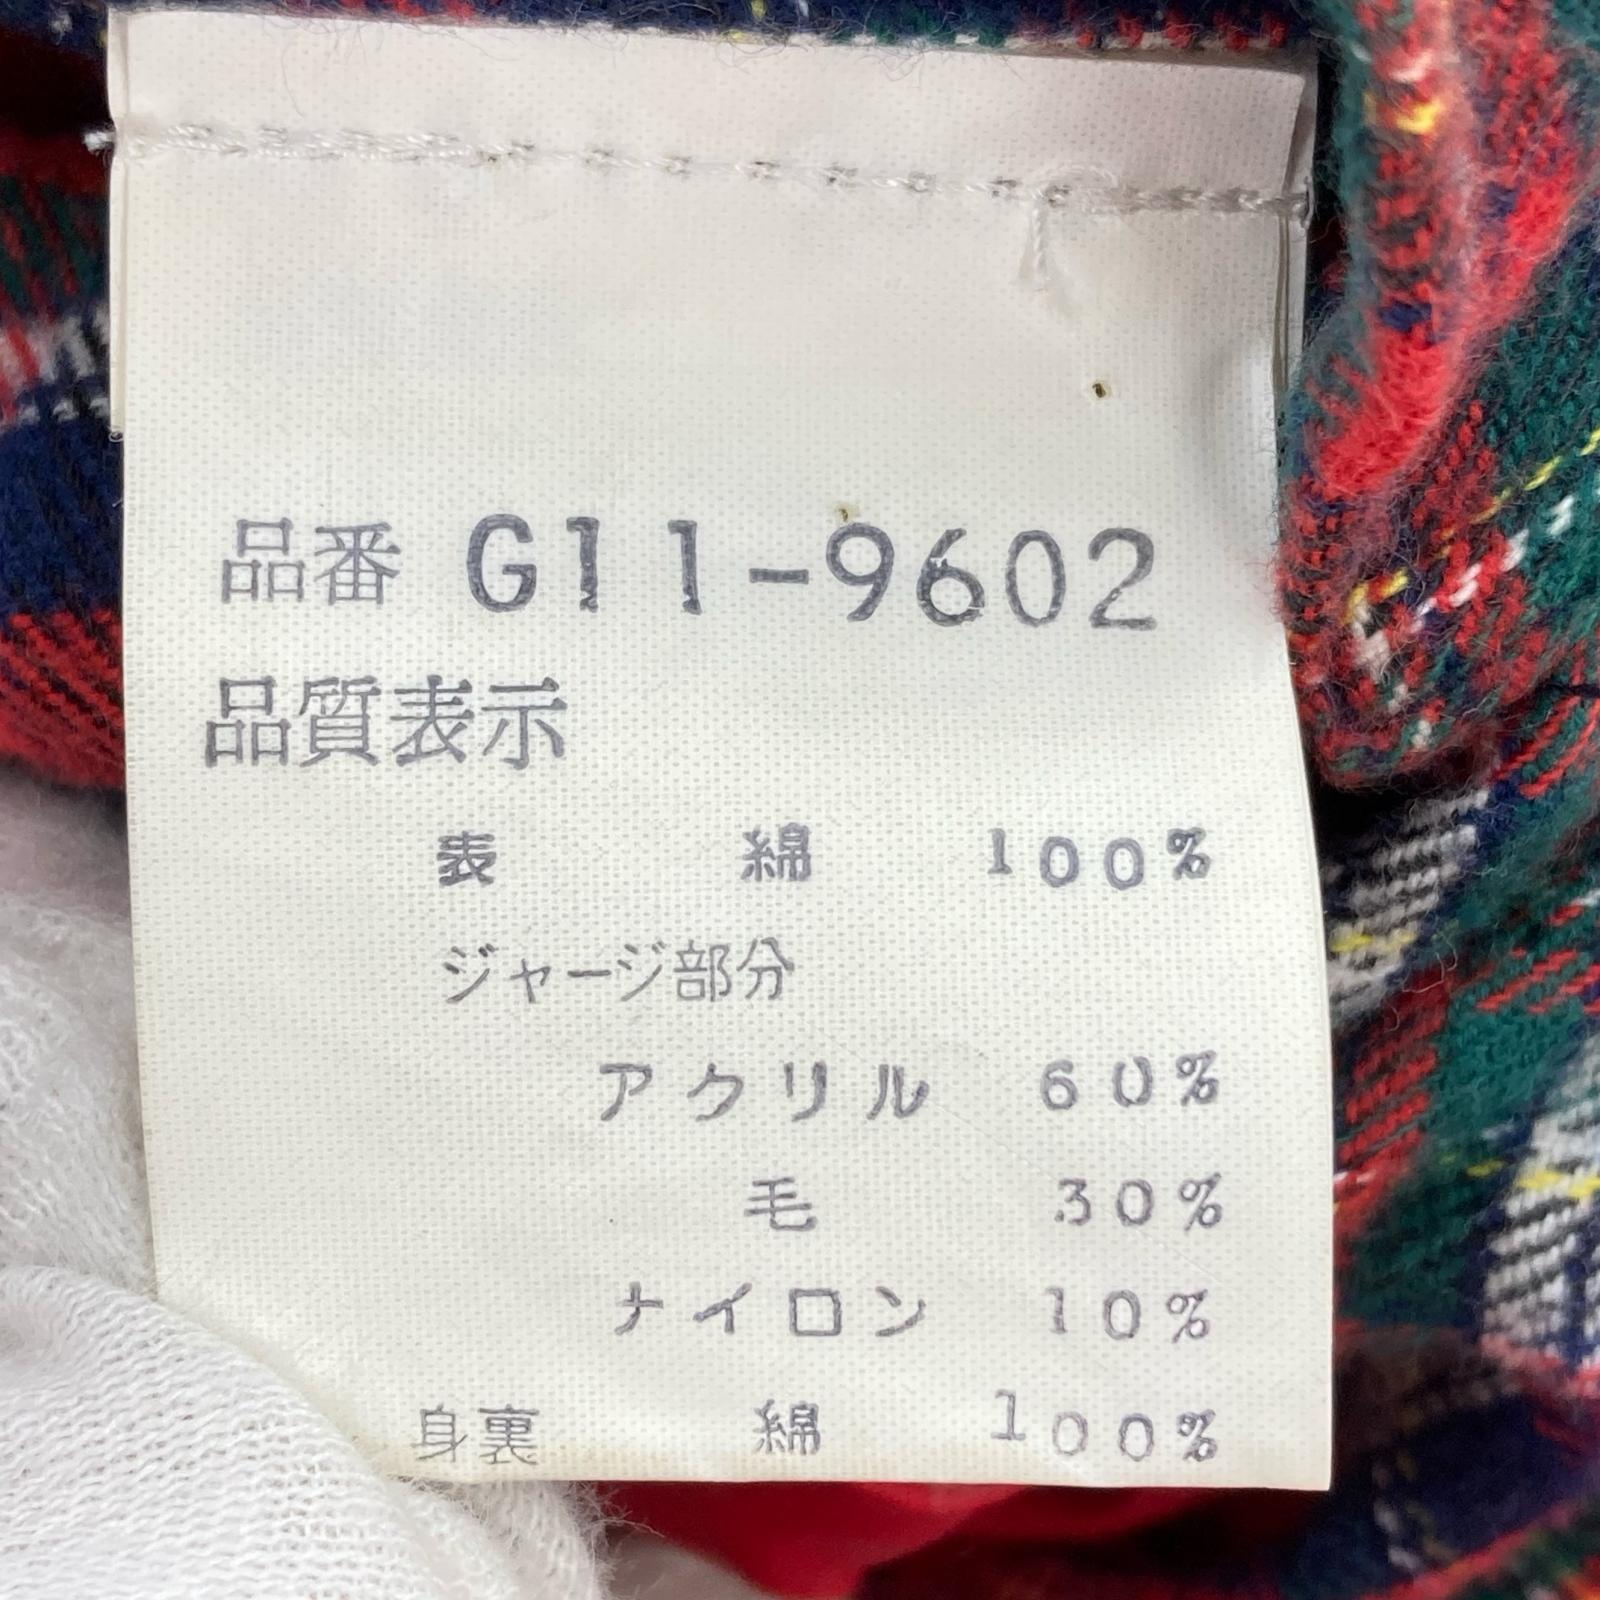 品番 G11-9602
品質表示
表 綿 100%
ジャージ部分
アクリル 60%
毛 30%
ナイロン 10%
身裏 綿 100%